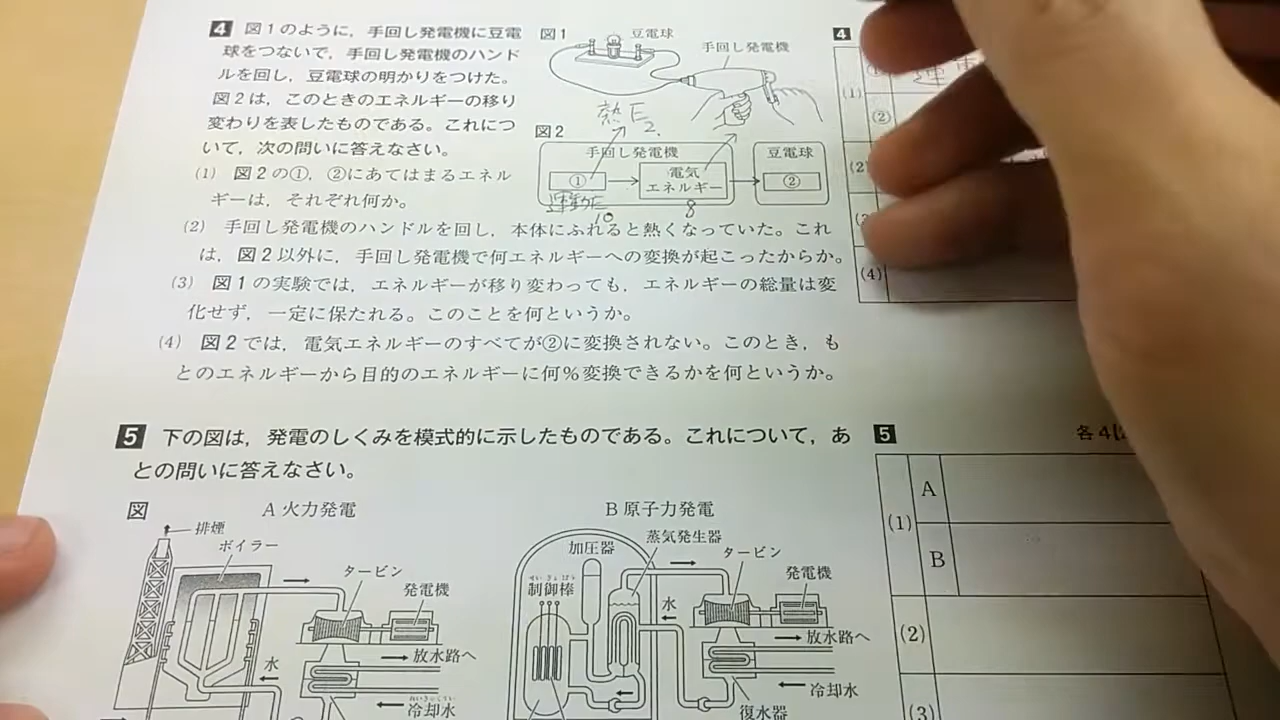 4 図1のように，手回し発電機に豆電
球をつないで，手回し発電機のハンド
ルを回し，豆電球の明かりをつけた。
図2は，このときのエネルギーの移り
変わりを表したものである。これにつ
いて，次の問いに答えなさい。
(1) 図2の①，②にあてはまるエネル
ギーは，それぞれ何か。
図1
豆電球
手回し発電機
熱E
2
図2
手回し発電機
豆電球
①
電気
エネルギー
②
運動E
10
8
(2) 手回し発電機のハンドルを回し，本体にふれると熱くなっていた。これ
は，図2以外に，手回し発電機で何エネルギーへの変換が起こったからか。
(3) 図1の実験では，エネルギーが移り変わっても，エネルギーの総量は変
化せず，一定に保たれる。このことを何というか。
(4) 図2では，電気エネルギーのすべてが②に変換されない。このとき，も
とのエネルギーから目的のエネルギーに何％変換できるかを何というか。
4
(1)
②
(2)
(4)
5 下の図は，発電のしくみを模式的に示したものである。これについて，あ
との問いに答えなさい。
図
A 火力発電
排煙
ボイラー
タービン
発電機
放水路へ
水
れいきゃくすい
冷却水
B 原子力発電
加圧器
蒸気発生器
せいぎょぼう
制御棒
タービン
発電機
水
放水路へ
冷却水
復水器
5
各4
(1)
A
B
(2)
(3)